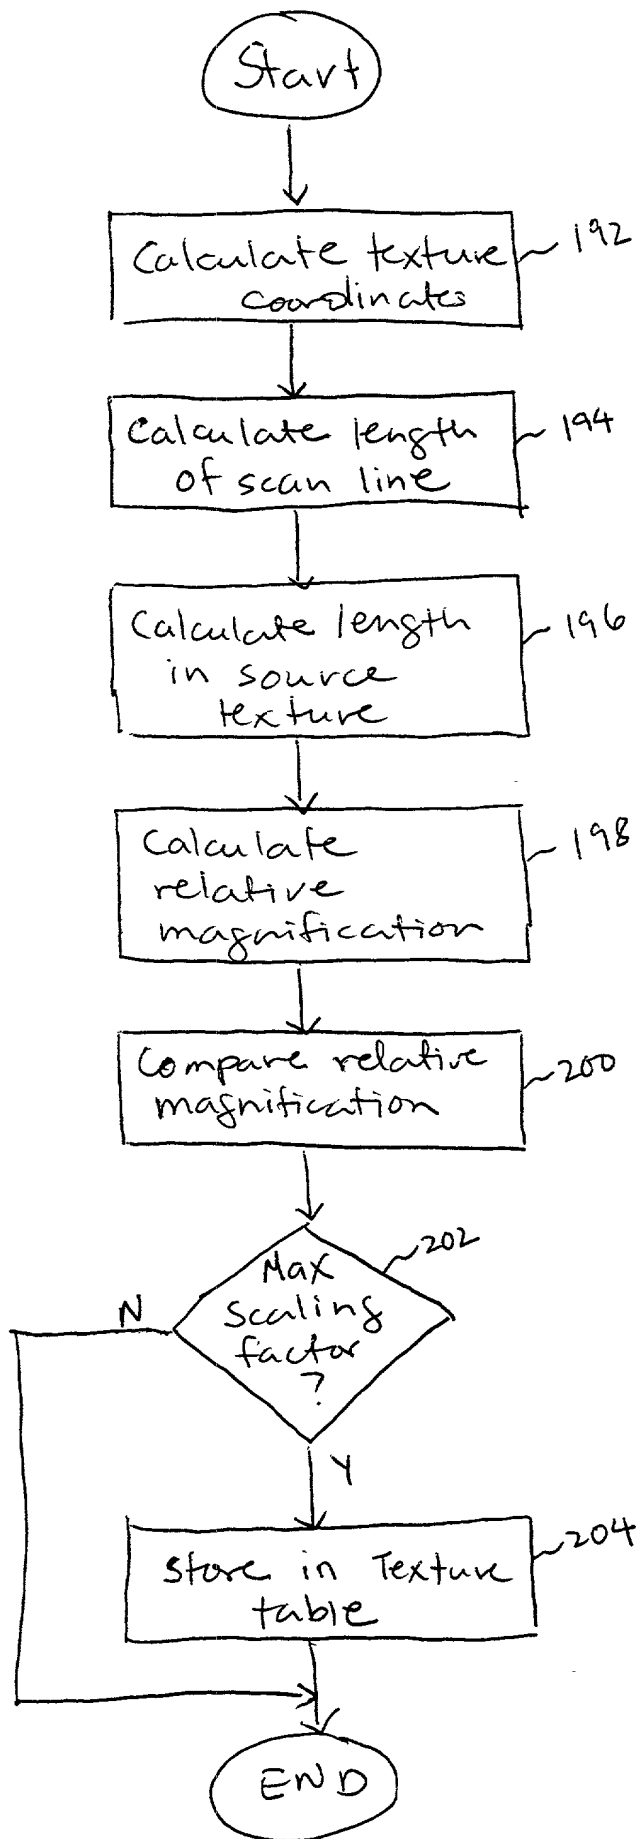 Start
Calculate texture
coordinates
192
Calculate length
of scan line
194
Calculate length
in source
texture
196
Calculate
relative
magnification
198
Compare relative
magnification
200
Max
scaling
factor
?
202
N
Y
Store in Texture
table
204
END